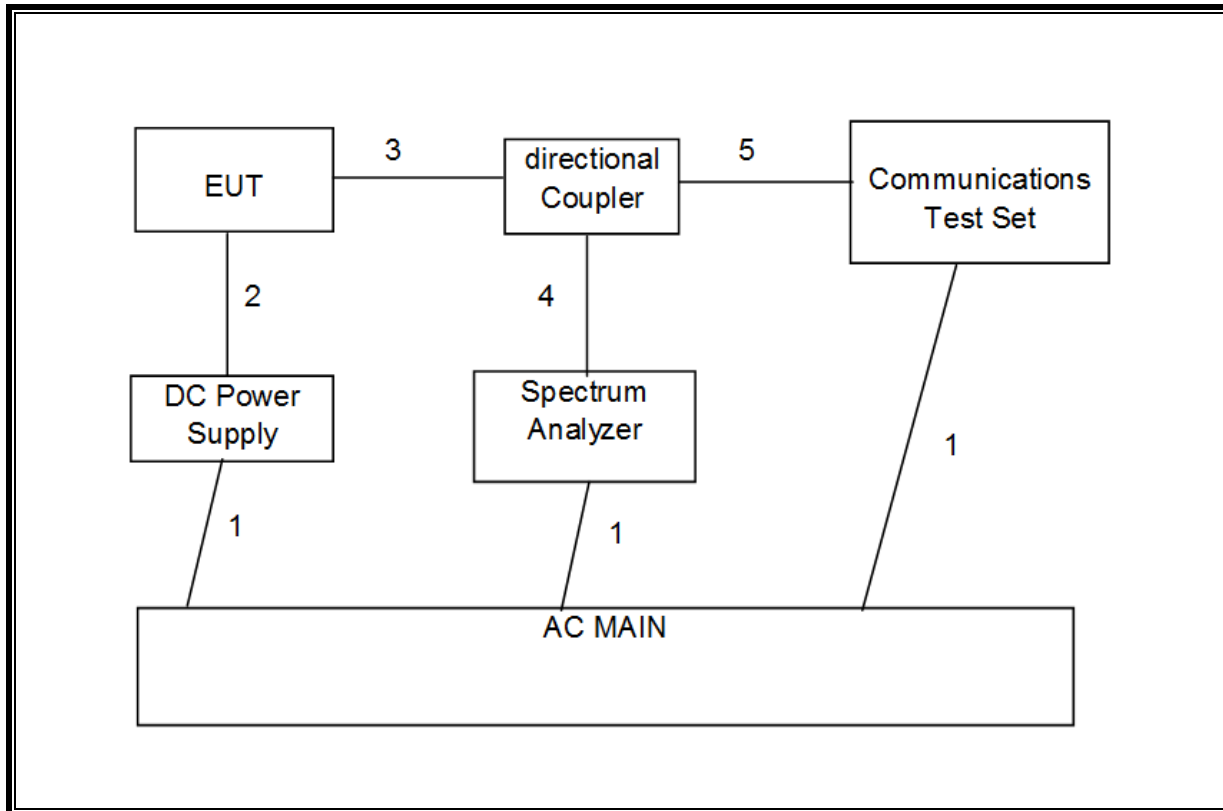 EUT
3
directional
Coupler
5
Communications
Test Set
2
4
DC Power
Supply
Spectrum
Analyzer
1
1
1
AC MAIN